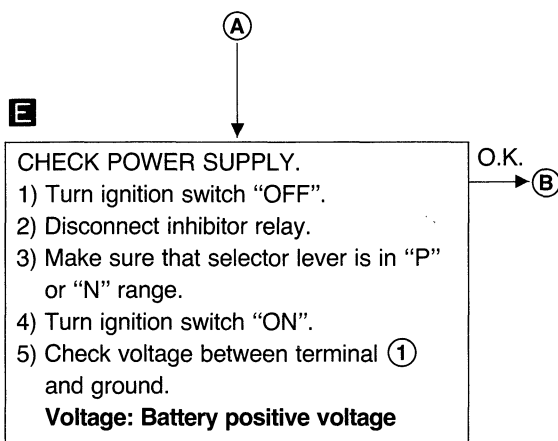 A
E
CHECK POWER SUPPLY.
O.K.
B
1) Turn ignition switch “OFF”.
2) Disconnect inhibitor relay.
3) Make sure that selector lever is in “P”
or “N” range.
4) Turn ignition switch “ON”.
5) Check voltage between terminal ①
and ground.
Voltage: Battery positive voltage